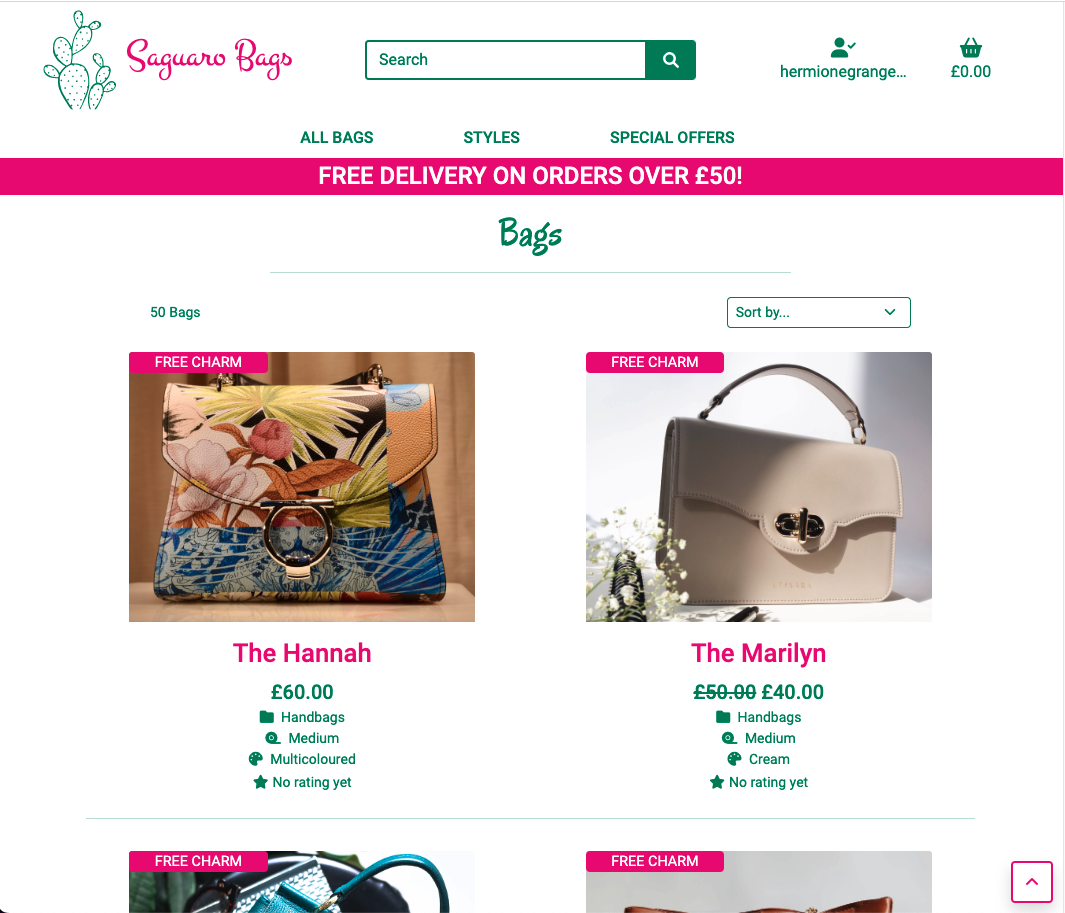 Saguaro Bags
Search
hermionegrange...
£0.00
ALL BAGS STYLES SPECIAL OFFERS
FREE DELIVERY ON ORDERS OVER £50!
Bags
50 Bags
Sort by...
FREE CHARM
The Hannah
£60.00
Handbags
Medium
Multicoloured
No rating yet
FREE CHARM
The Marilyn
£50.00 £40.00
Handbags
Medium
Cream
No rating yet
FREE CHARM
FREE CHARM